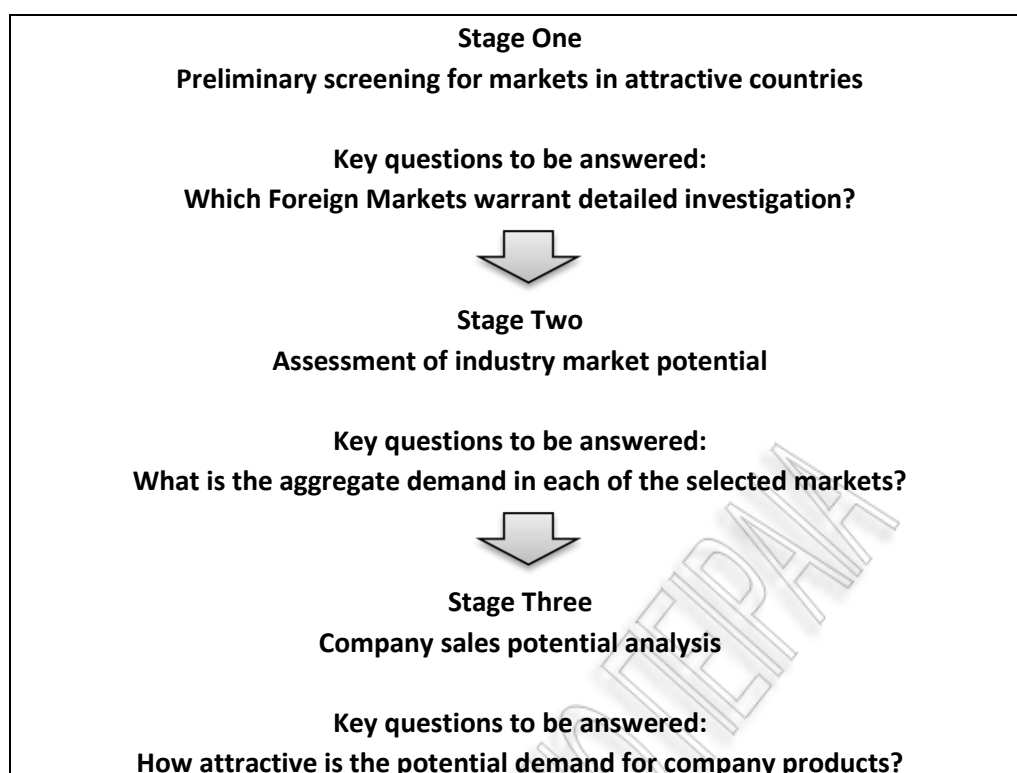 Stage One
Preliminary screening for markets in attractive countries
Key questions to be answered:
Which Foreign Markets warrant detailed investigation?
Stage Two
Assessment of industry market potential
Key questions to be answered:
What is the aggregate demand in each of the selected markets?
Stage Three
Company sales potential analysis
Key questions to be answered:
How attractive is the potential demand for company products?
ΠΕΙΡΑΙΑ